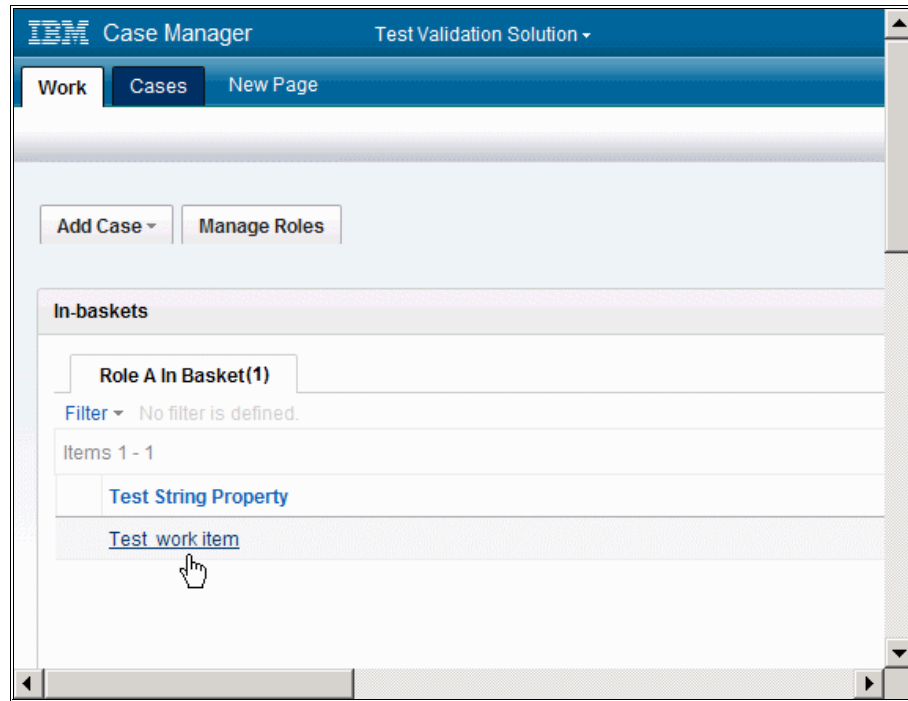 IBM Case Manager Test Validation Solution
Work Cases New Page
Add Case Manage Roles
In-baskets
Role A In Basket(1)
Filter No filter is defined.
Items 1 - 1
Test String Property
Test work item